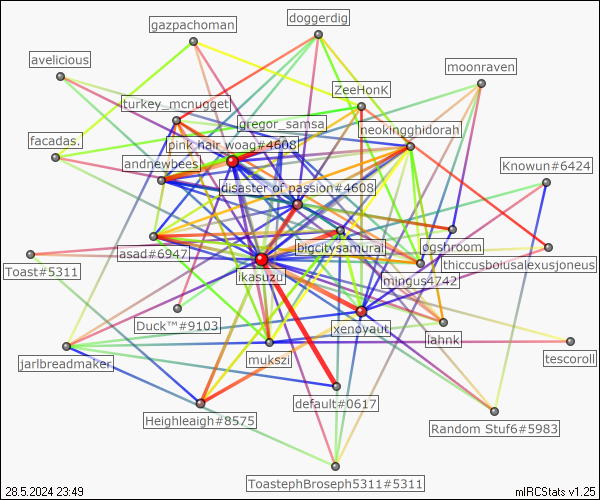 doggerdig
gazpachoman
avelicious
moonraven
ZeeHonK
turkey_mcnugget
gregor_samsa
neokingghidorah
facadas.
pink hair woag#4608
andnewbees
Knowun#6424
disaster of passion#4608
asad#6947
bigcitysamurai
ogshroom
thiccusbolusalexusjoneus
Toast#5311
ikasuzu
mingus4742
Duck™#9103
xenoyaut
lahnk
jarlbreadmaker
mukszi
tescoroll
default#0617
Heighleigh#8575
Random Stuf6#5983
ToastephBroseph5311#5311
28.5.2024 23:49
mIRCStats v1.25